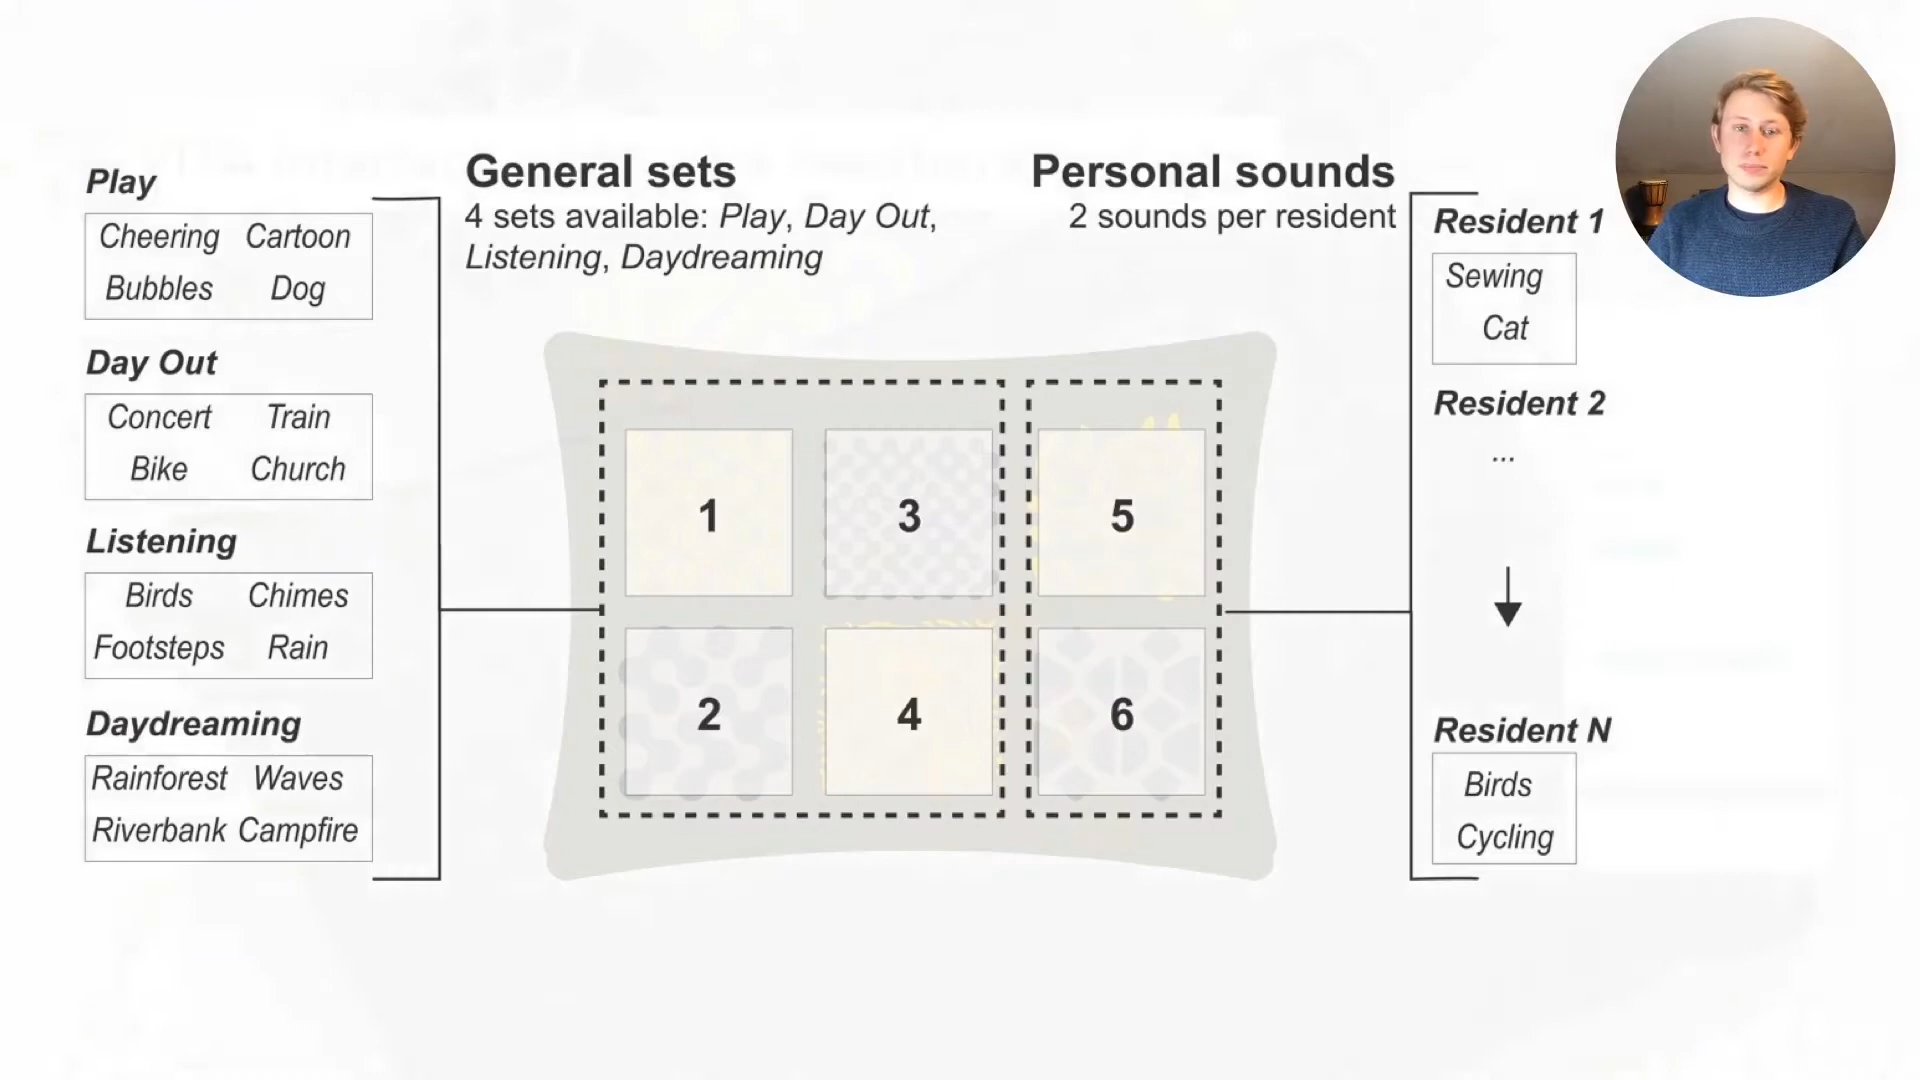 Play
Cheering Cartoon
Bubbles Dog
Day Out
Concert Train
Bike Church
Listening
Birds Chimes
Footsteps Rain
Daydreaming
Rainforest Waves
Riverbank Campfire
General sets
4 sets available: Play, Day Out,
Listening, Daydreaming
Personal sounds
2 sounds per resident
1
3
5
2
4
6
Resident 1
Sewing
Cat
Resident 2
...
Resident N
Birds
Cycling